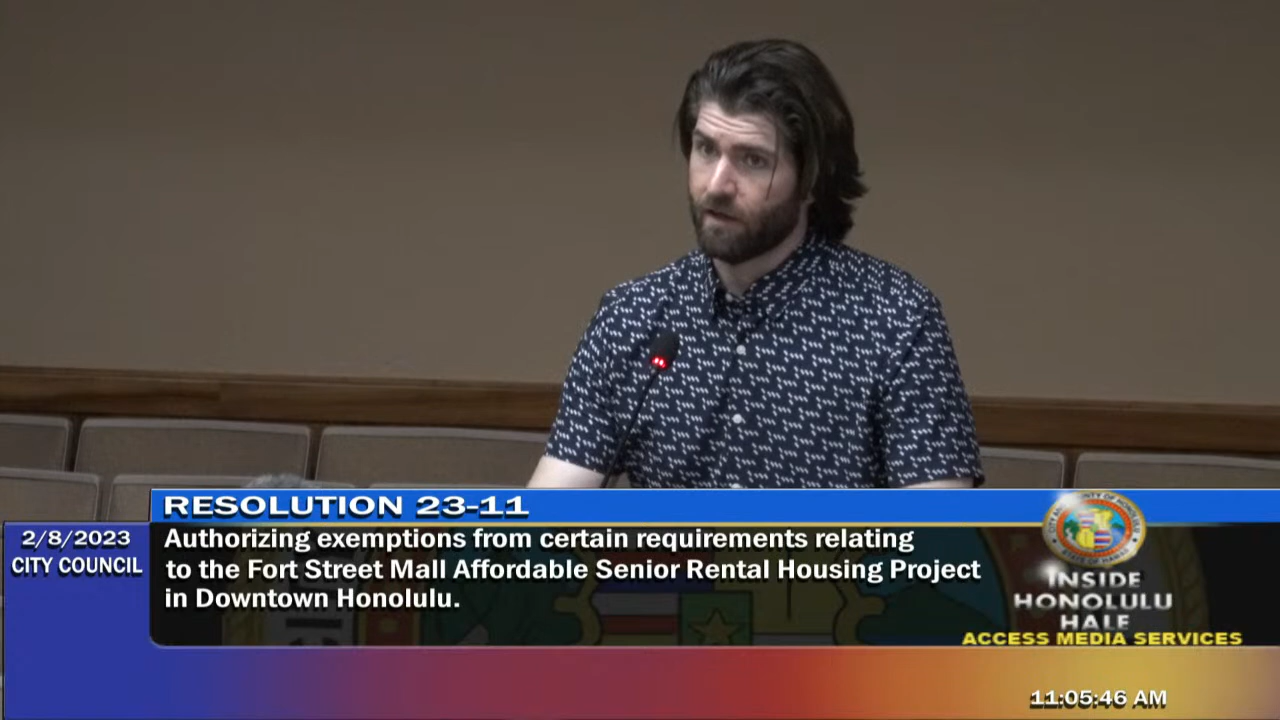 RESOLUTION 23-11
2/8/2023
CITY COUNCIL
Authorizing exemptions from certain requirements relating
to the Fort Street Mall Affordable Senior Rental Housing Project
in Downtown Honolulu.
INSIDE
HONOLULU
HALE
ACCESS MEDIA SERVICES
11:05:46 AM